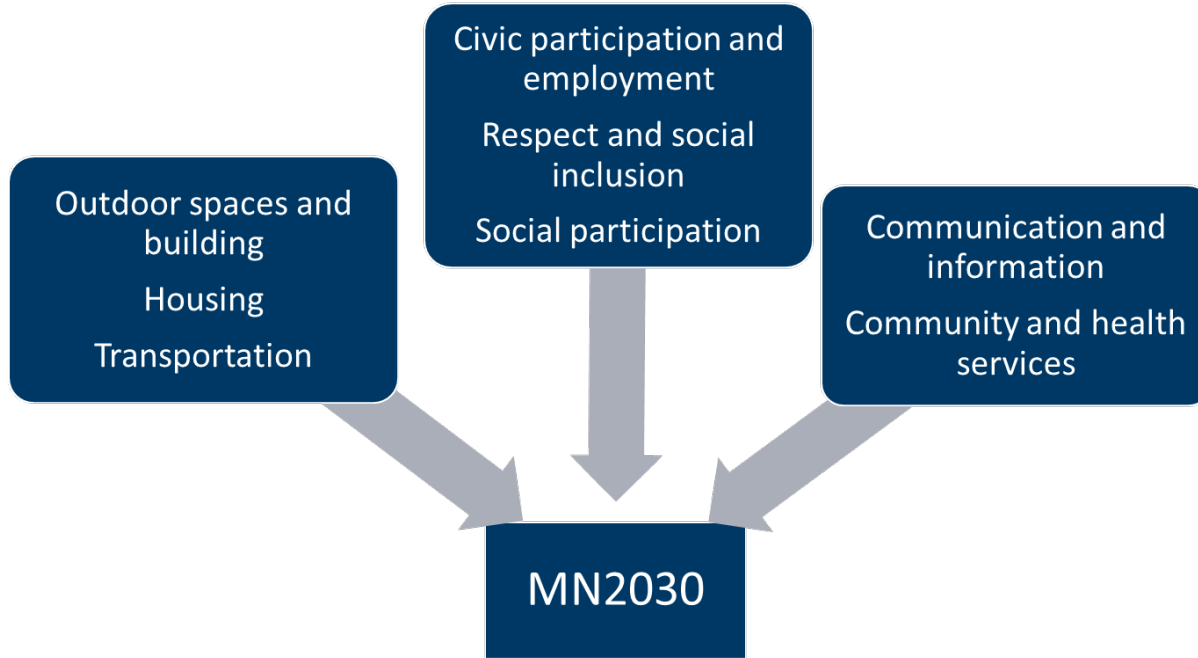 Outdoor spaces and
building
Housing
Transportation
Civic participation and
employment
Respect and social
inclusion
Social participation
Communication and
information
Community and health
services
MN2030